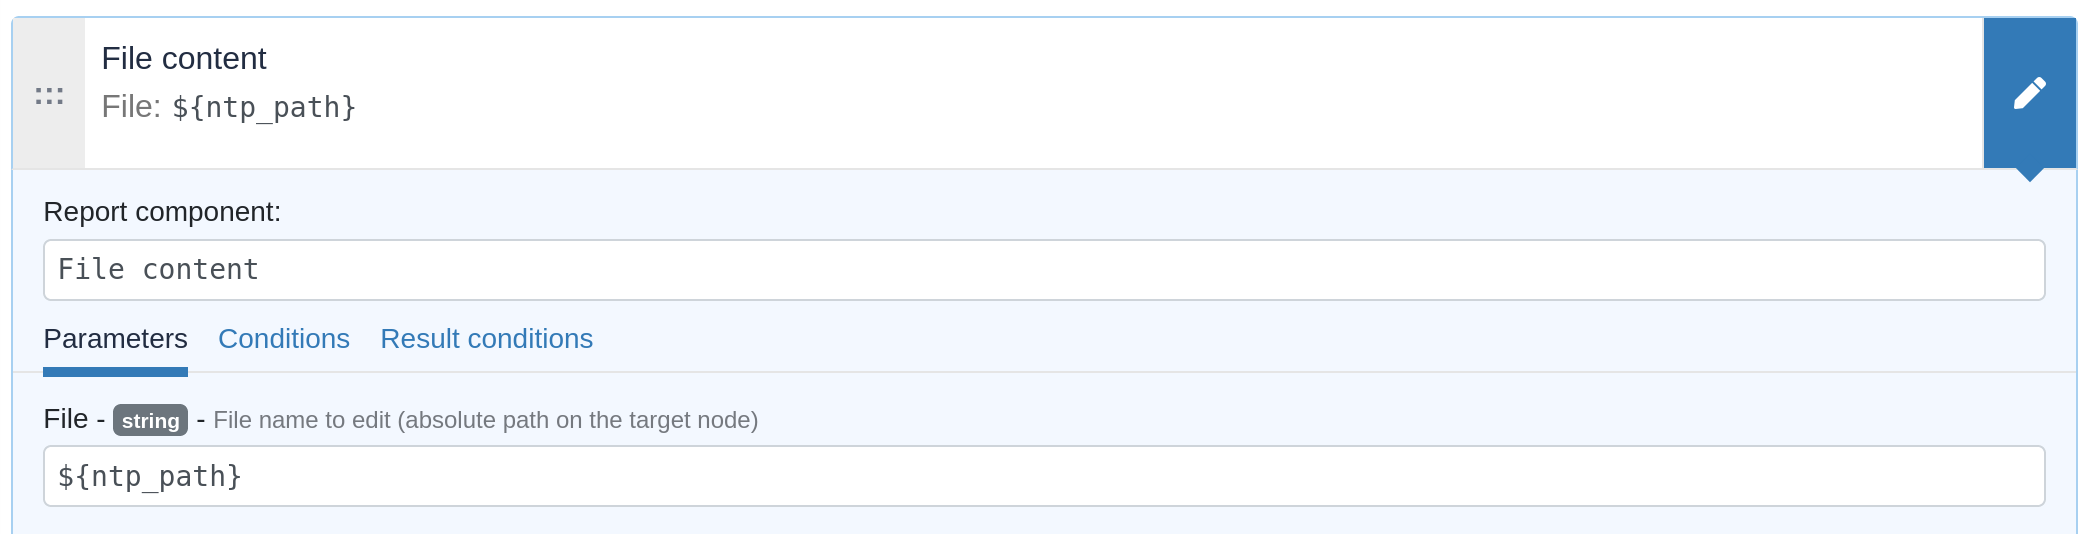 File content
File: ${ntp_path}
Report component:
File content
Parameters Conditions Result conditions
File - string - File name to edit (absolute path on the target node)
${ntp_path}